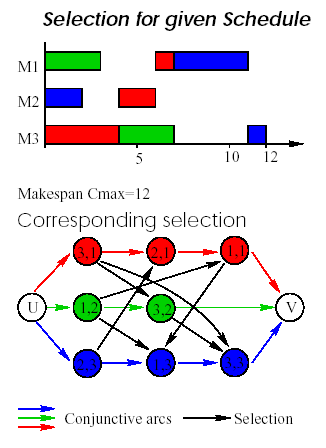 Selection for given Schedule
M1
M2
M3
5 10 12
Makespan Cmax=12
Corresponding selection
3,1 2,1 1,1
U 1,2 3,2 V
2,3 1,3 3,3
Conjunctive arcs Selection